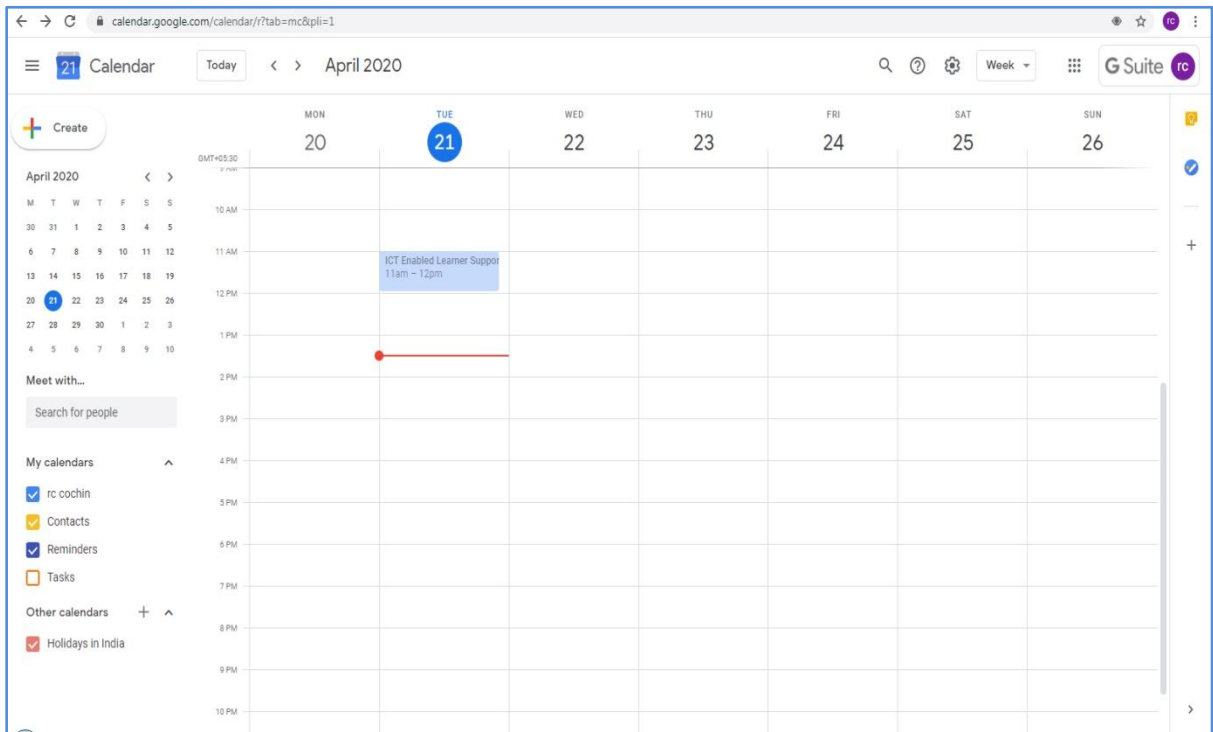 calendar.google.com/calendar/r?tab=mc&pli=1
rc
21 Calendar Today April 2020 Week G Suite rc
Create
MON TUE WED THU FRI SAT SUN
20 21 22 23 24 25 26
GMT+05:30
April 2020
M T W T F S S
30 31 1 2 3 4 5
6 7 8 9 10 11 12
13 14 15 16 17 18 19
20 21 22 23 24 25 26
27 28 29 30 1 2 3
4 5 6 7 8 9 10
Meet with...
Search for people
My calendars
rc cochin
Contacts
Reminders
Tasks
Other calendars
Holidays in India
10 AM
11 AM
ICT Enabled Learner Suppor
11am – 12pm
12 PM
1 PM
2 PM
3 PM
4 PM
5 PM
6 PM
7 PM
8 PM
9 PM
10 PM